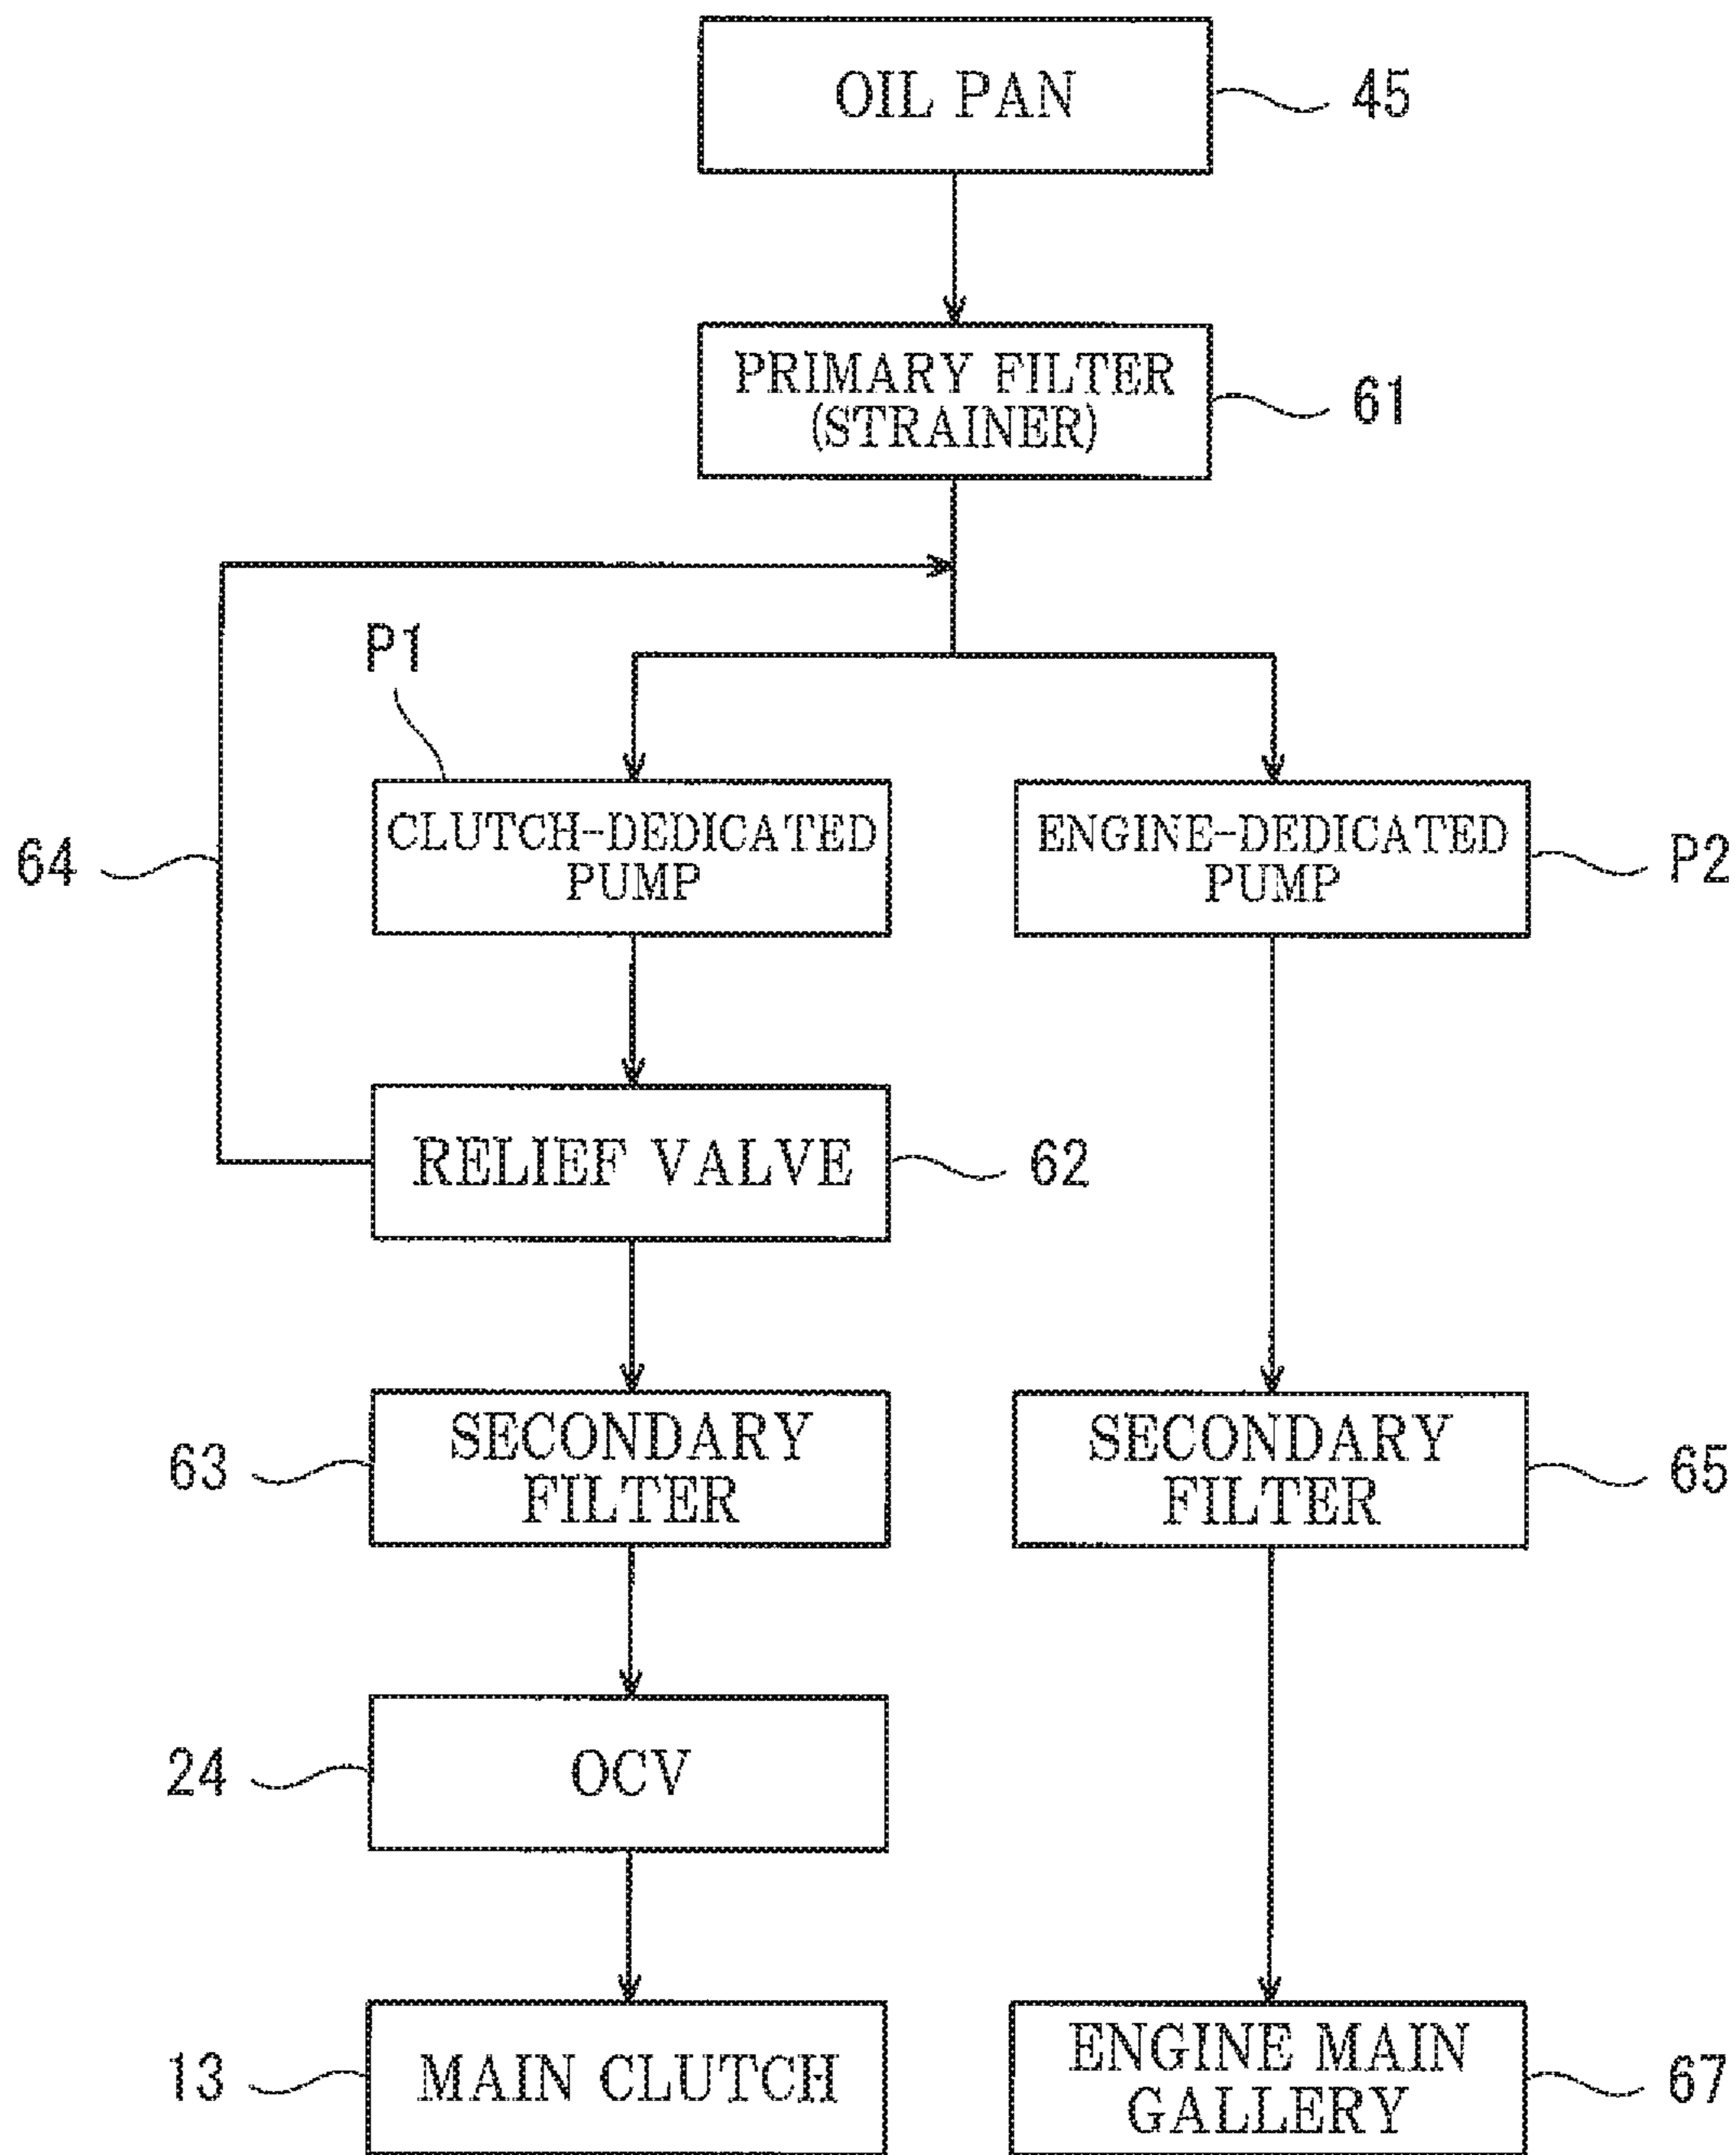 OIL PAN
45
PRIMARY FILTER
(STRAINER)
61
P1
64
CLUTCH-DEDICATED
PUMP
ENGINE-DEDICATED
PUMP
P2
RELIEF VALVE
62
63
SECONDARY
FILTER
SECONDARY
FILTER
65
24
OCV
13
MAIN CLUTCH
ENGINE MAIN
GALLERY
67